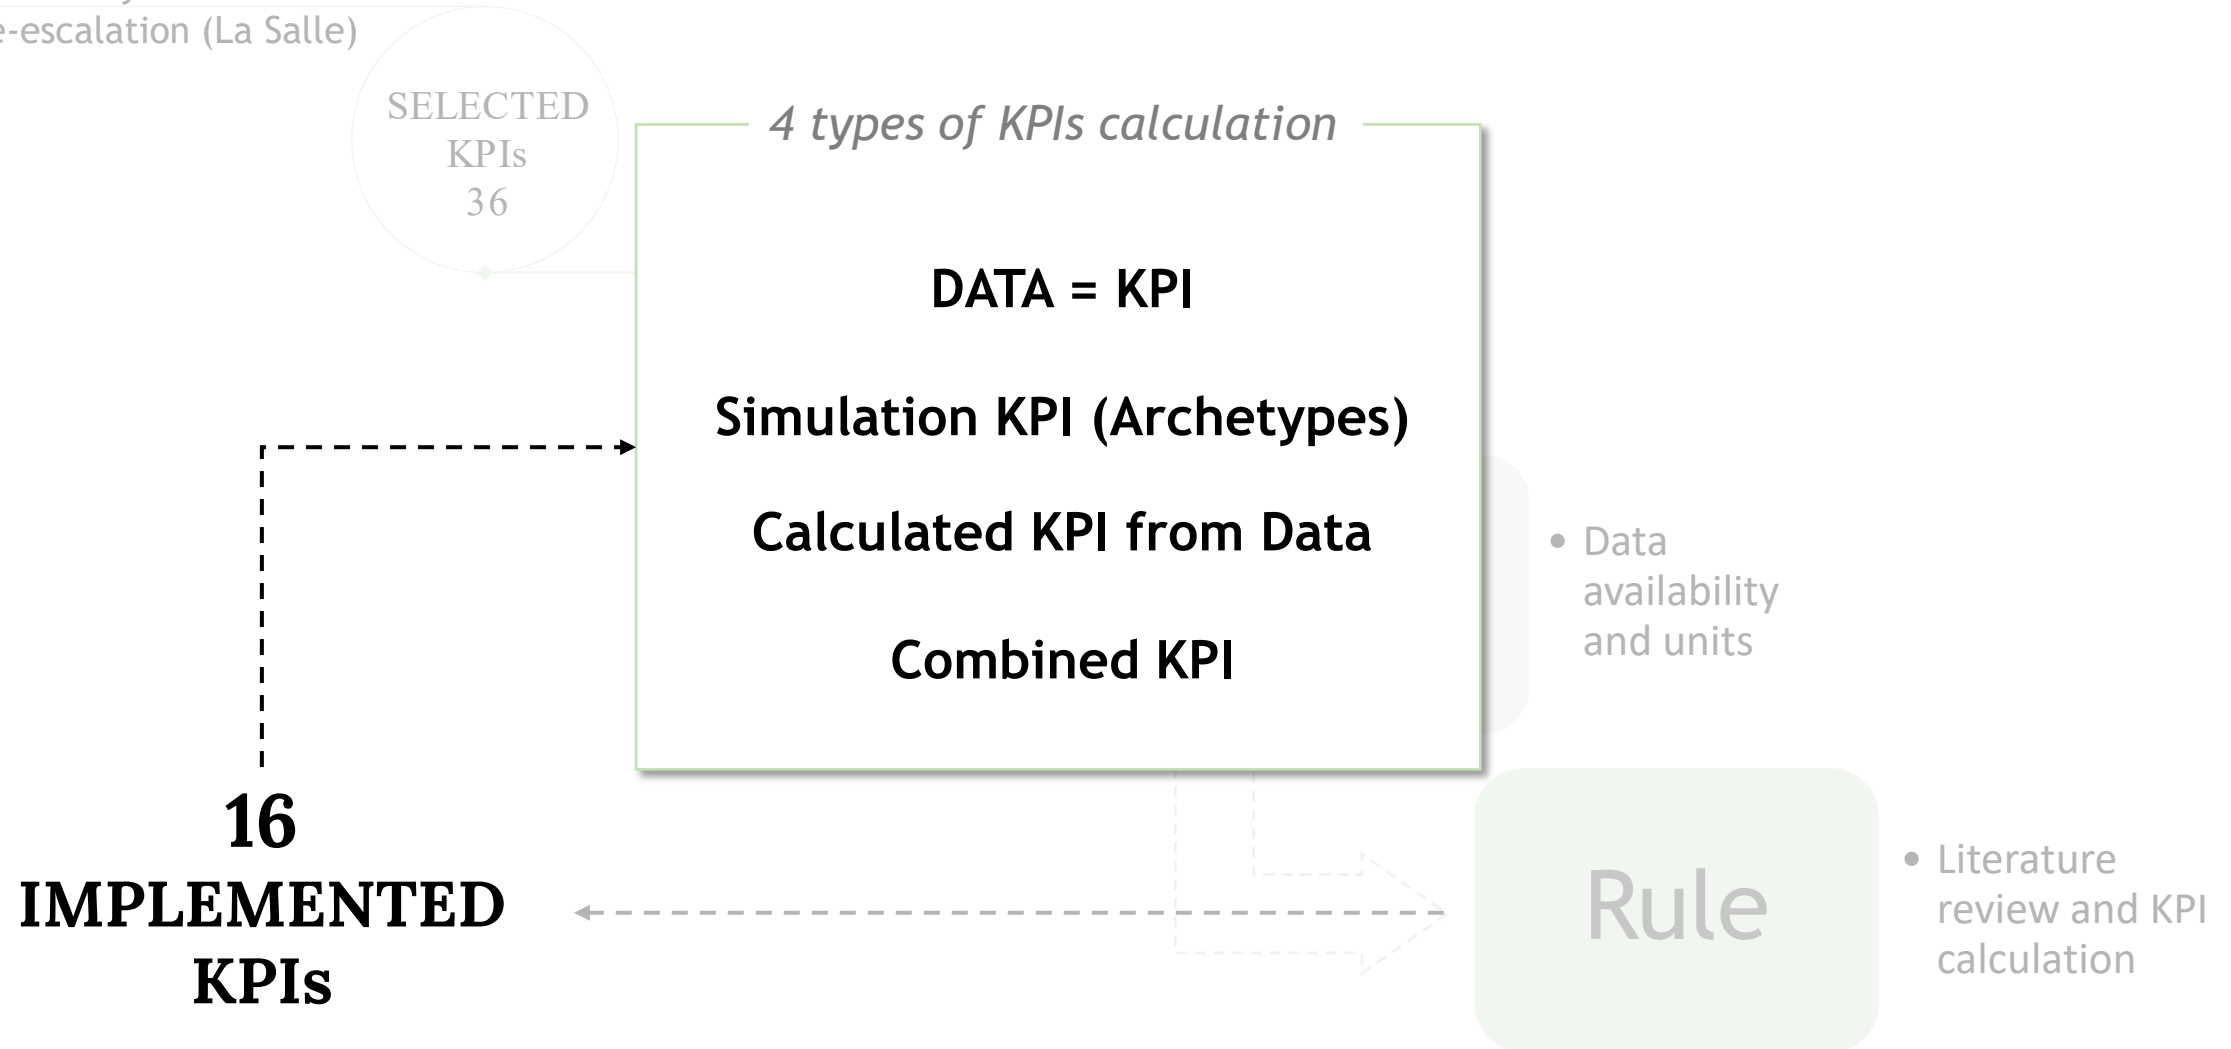 e-escalation (La Salle)
SELECTED
KPIs
36
4 types of KPIs calculation
DATA = KPI
Simulation KPI (Archetypes)
Calculated KPI from Data
Combined KPI
• Data
availability
and units
16
IMPLEMENTED
KPIs
Rule
• Literature
review and KPI
calculation